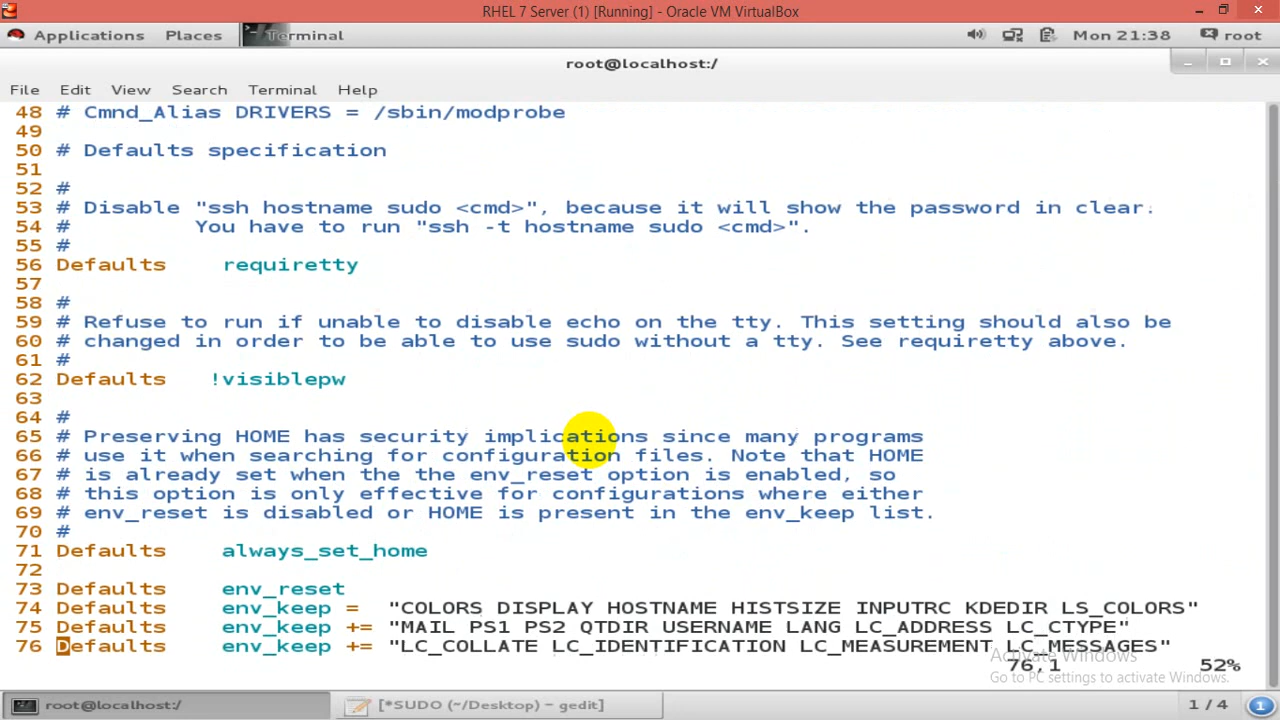 RHEL 7 Server (1) [Running] - Oracle VM VirtualBox
Applications Places Terminal Mon 21:38 root
root@localhost:/
File Edit View Search Terminal Help
48 # Cmnd_Alias DRIVERS = /sbin/modprobe
49
50 # Defaults specification
51
52 #
53 # Disable "ssh hostname sudo <cmd>", because it will show the password in clear.
54 #         You have to run "ssh -t hostname sudo <cmd>".
55 #
56 Defaults    requiretty
57
58 #
59 # Refuse to run if unable to disable echo on the tty. This setting should also be
60 # changed in order to be able to use sudo without a tty. See requiretty above.
61 #
62 Defaults   !visiblepw
63
64 #
65 # Preserving HOME has security implications since many programs
66 # use it when searching for configuration files. Note that HOME
67 # is already set when the the env_reset option is enabled, so
68 # this option is only effective for configurations where either
69 # env_reset is disabled or HOME is present in the env_keep list.
70 #
71 Defaults    always_set_home
72
73 Defaults    env_reset
74 Defaults    env_keep =  "COLORS DISPLAY HOSTNAME HISTSIZE INPUTRC KDEDIR LS_COLORS"
75 Defaults    env_keep += "MAIL PS1 PS2 QTDIR USERNAME LANG LC_ADDRESS LC_CTYPE"
76 Defaults    env_keep += "LC_COLLATE LC_IDENTIFICATION LC_MEASUREMENT LC_MESSAGES"
Activate Windows
76,1 52%
Go to PC settings to activate Windows.
root@localhost:/ [*SUDO (~/Desktop) - gedit] 1 / 4 1